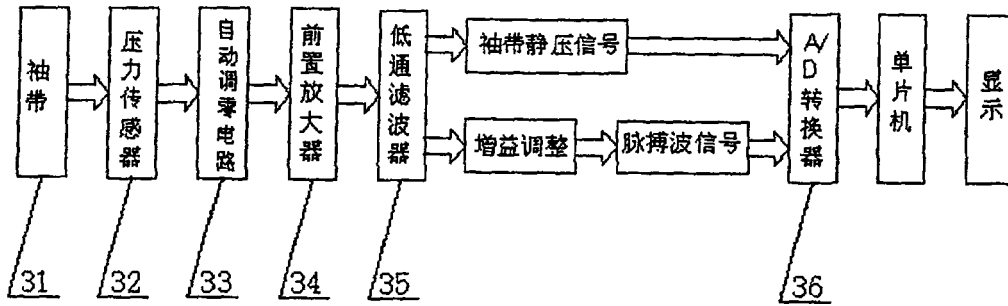 袖带
压力传感器
自动调零电路
前置放大器
低通滤波器
袖带静压信号
增益调整
脉搏波信号
A/D转换器
单片机
显示
31
32
33
34
35
36